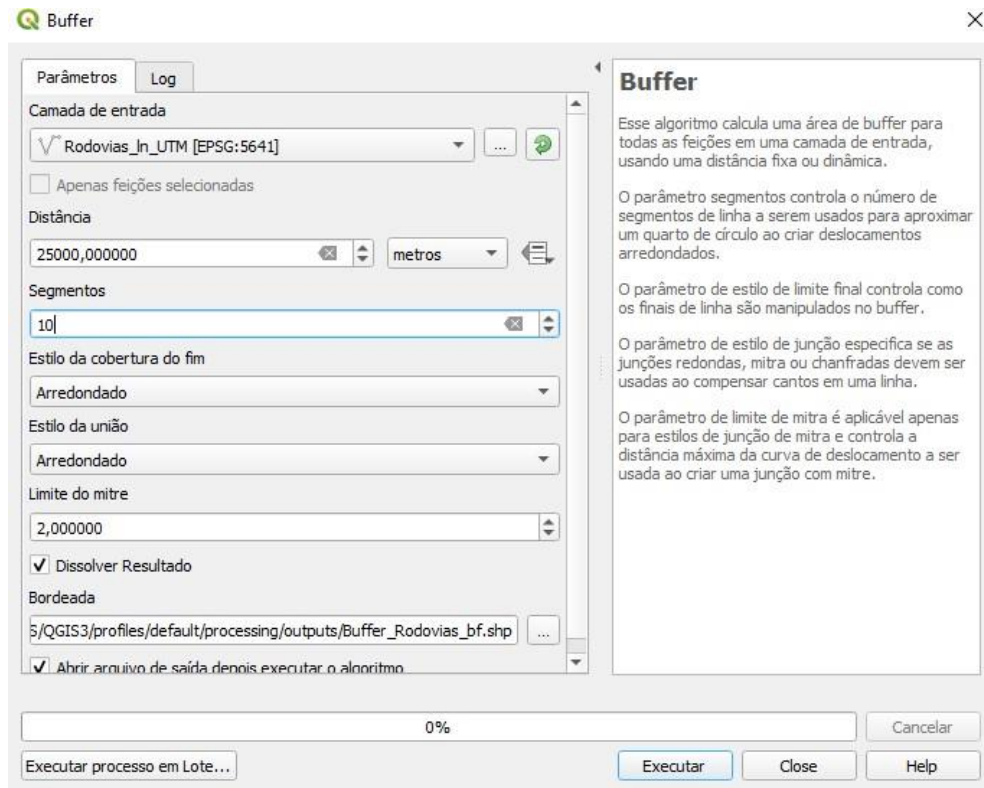 Buffer
Parâmetros
Log
Camada de entrada
Rodovias_ln_UTM [EPSG:5641]
...
Apenas feições selecionadas
Distância
25000,000000
metros
Segmentos
10
Estilo da cobertura do fim
Arredondado
Estilo da união
Arredondado
Limite do mitre
2,000000
Dissolver Resultado
Bordeada
S/QGIS3/profiles/default/processing/outputs/Buffer_Rodovias_bf.shp
...
Abrir arquivo de saída depois executar o algoritmo
Buffer
Esse algoritmo calcula uma área de buffer para
todas as feições em uma camada de entrada,
usando uma distância fixa ou dinâmica.
O parâmetro segmentos controla o número de
segmentos de linha a serem usados para aproximar
um quarto de círculo ao criar deslocamentos
arredondados.
O parâmetro de estilo de limite final controla como
os finais de linha são manipulados no buffer.
O parâmetro de estilo de junção especifica se as
junções redondas, mitra ou chanfradas devem ser
usadas ao compensar cantos em uma linha.
O parâmetro de limite de mitra é aplicável apenas
para estilos de junção de mitra e controla a
distância máxima da curva de deslocamento a ser
usada ao criar uma junção com mitre.
0%
Cancelar
Executar processo em Lote...
Executar
Close
Help